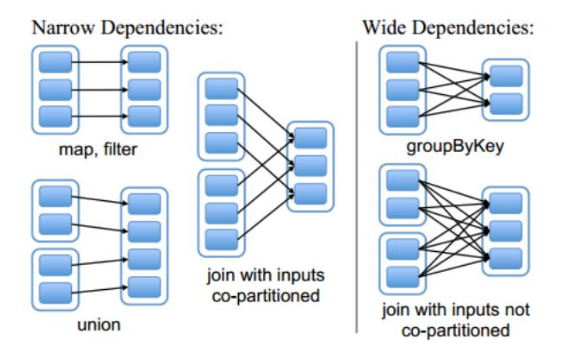 Narrow Dependencies:
Wide Dependencies:
map, filter
groupByKey
join with inputs
co-partitioned
union
join with inputs not
co-partitioned